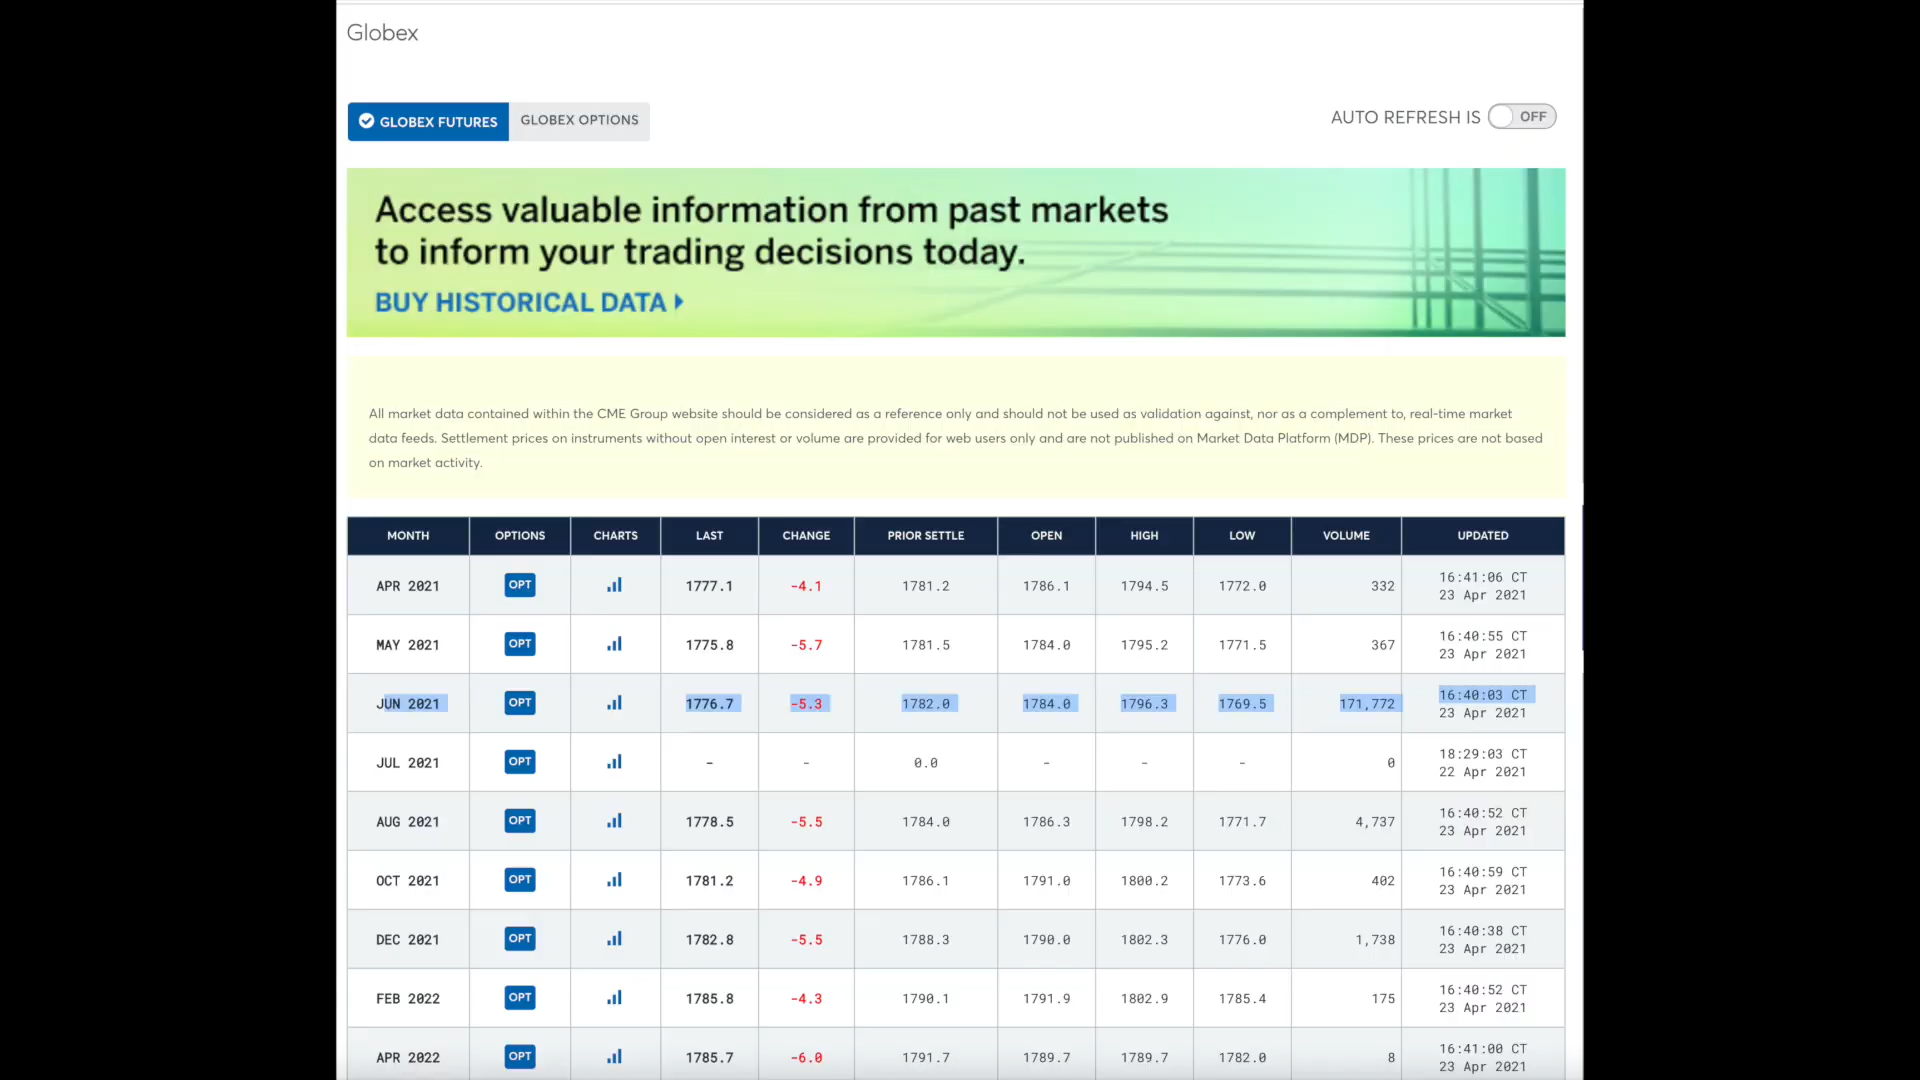 Globex
GLOBEX FUTURES GLOBEX OPTIONS AUTO REFRESH IS OFF
Access valuable information from past markets
to inform your trading decisions today.
BUY HISTORICAL DATA
All market data contained within the CME Group website should be considered as a reference only and should not be used as validation against, nor as a complement to, real-time market
data feeds. Settlement prices on instruments without open interest or volume are provided for web users only and are not published on Market Data Platform (MDP). These prices are not based
on market activity.
MONTH OPTIONS CHARTS LAST CHANGE PRIOR SETTLE OPEN HIGH LOW VOLUME UPDATED
APR 2021 OPT 1777.1 -4.1 1781.2 1786.1 1794.5 1772.0 332 16:41:06 CT
23 Apr 2021
MAY 2021 OPT 1775.8 -5.7 1781.5 1784.0 1795.2 1771.5 367 16:40:55 CT
23 Apr 2021
JUN 2021 OPT 1776.7 -5.3 1782.0 1784.0 1796.3 1769.5 171,772 16:40:03 CT
23 Apr 2021
JUL 2021 OPT - - 0.0 - - - 0 18:29:03 CT
22 Apr 2021
AUG 2021 OPT 1778.5 -5.5 1784.0 1786.3 1798.2 1771.7 4,737 16:40:52 CT
23 Apr 2021
OCT 2021 OPT 1781.2 -4.9 1786.1 1791.0 1800.2 1773.6 402 16:40:59 CT
23 Apr 2021
DEC 2021 OPT 1782.8 -5.5 1788.3 1790.0 1802.3 1776.0 1,738 16:40:38 CT
23 Apr 2021
FEB 2022 OPT 1785.8 -4.3 1790.1 1791.9 1802.9 1785.4 175 16:40:52 CT
23 Apr 2021
APR 2022 OPT 1785.7 -6.0 1791.7 1789.7 1789.7 1782.0 8 16:41:00 CT
23 Apr 2021